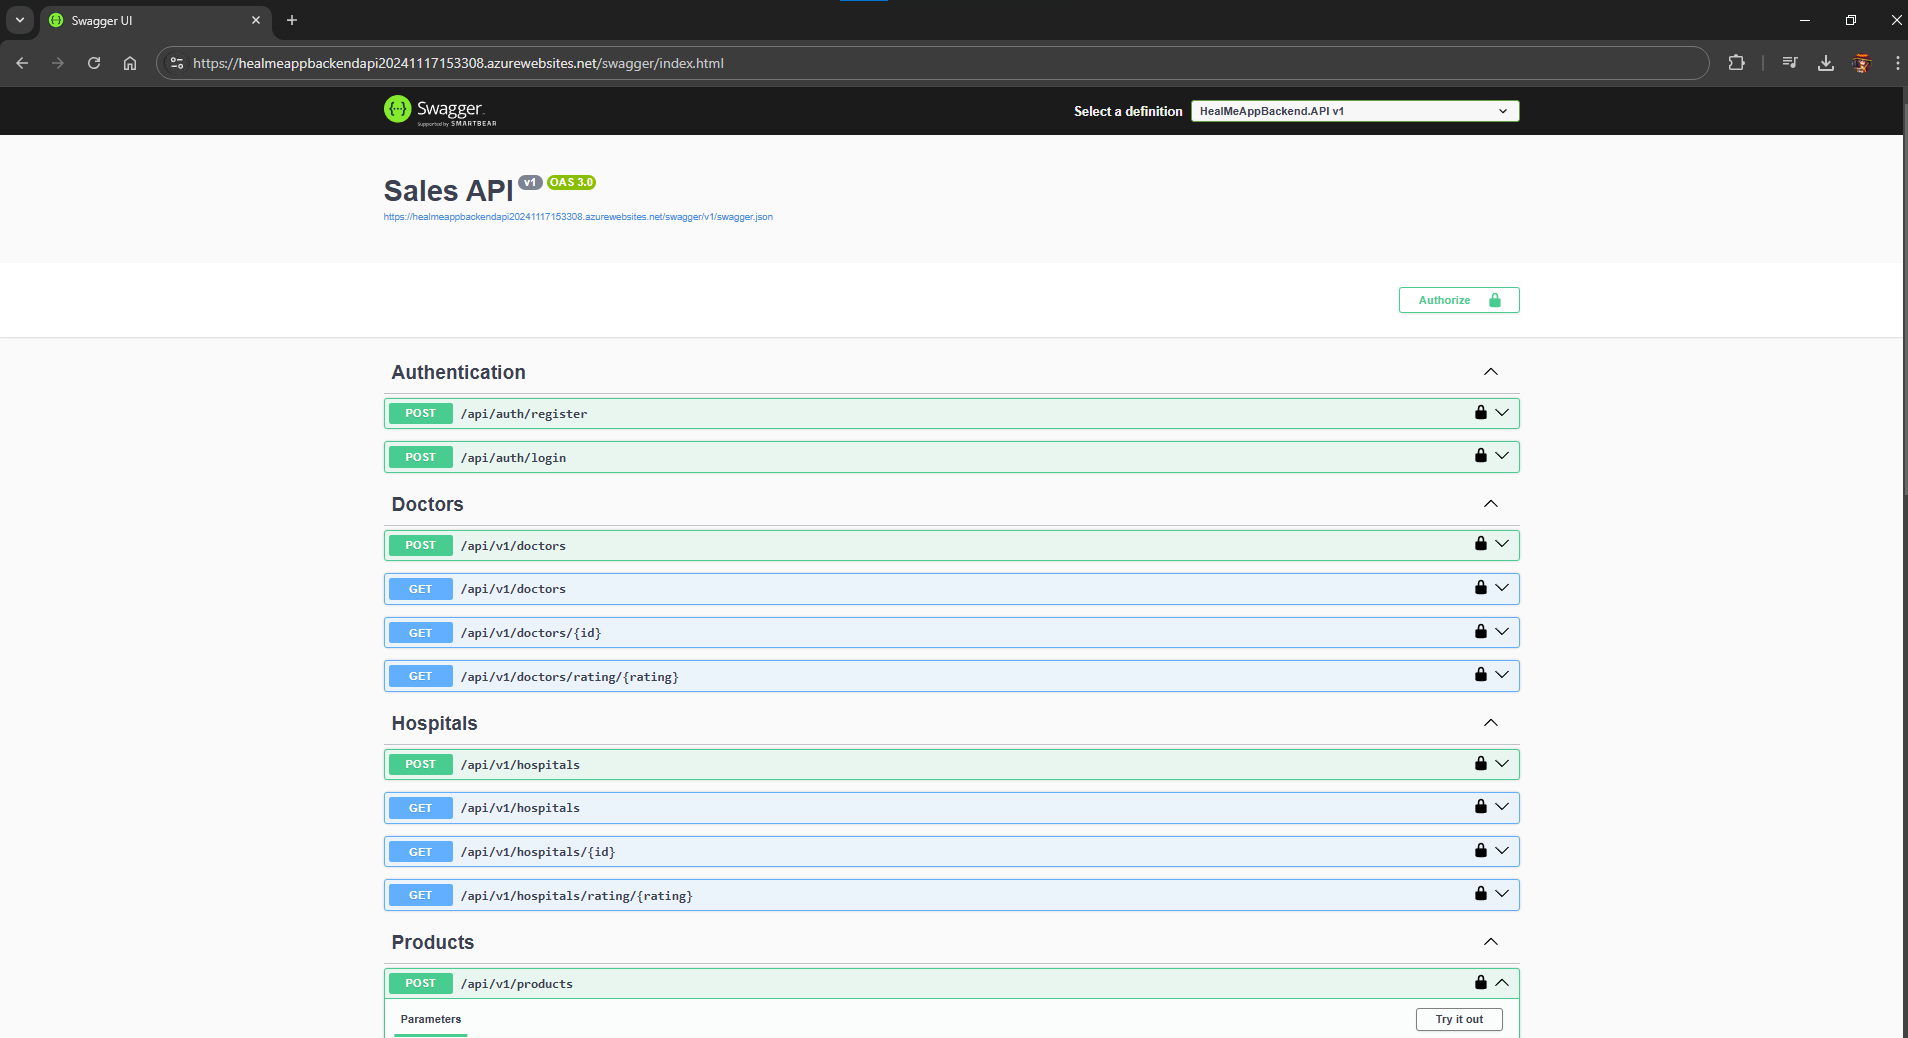 Swagger UI
https://healmeappbackendapi20241117153308.azurewebsites.net/swagger/index.html
Swagger
Supported by SMARTBEAR
Select a definition
HealMeAppBackend.API v1
Sales API v1 OAS 3.0
https://healmeappbackendapi20241117153308.azurewebsites.net/swagger/v1/swagger.json
Authorize
Authentication
POST /api/auth/register
POST /api/auth/login
Doctors
POST /api/v1/doctors
GET /api/v1/doctors
GET /api/v1/doctors/{id}
GET /api/v1/doctors/rating/{rating}
Hospitals
POST /api/v1/hospitals
GET /api/v1/hospitals
GET /api/v1/hospitals/{id}
GET /api/v1/hospitals/rating/{rating}
Products
POST /api/v1/products
Parameters
Try it out